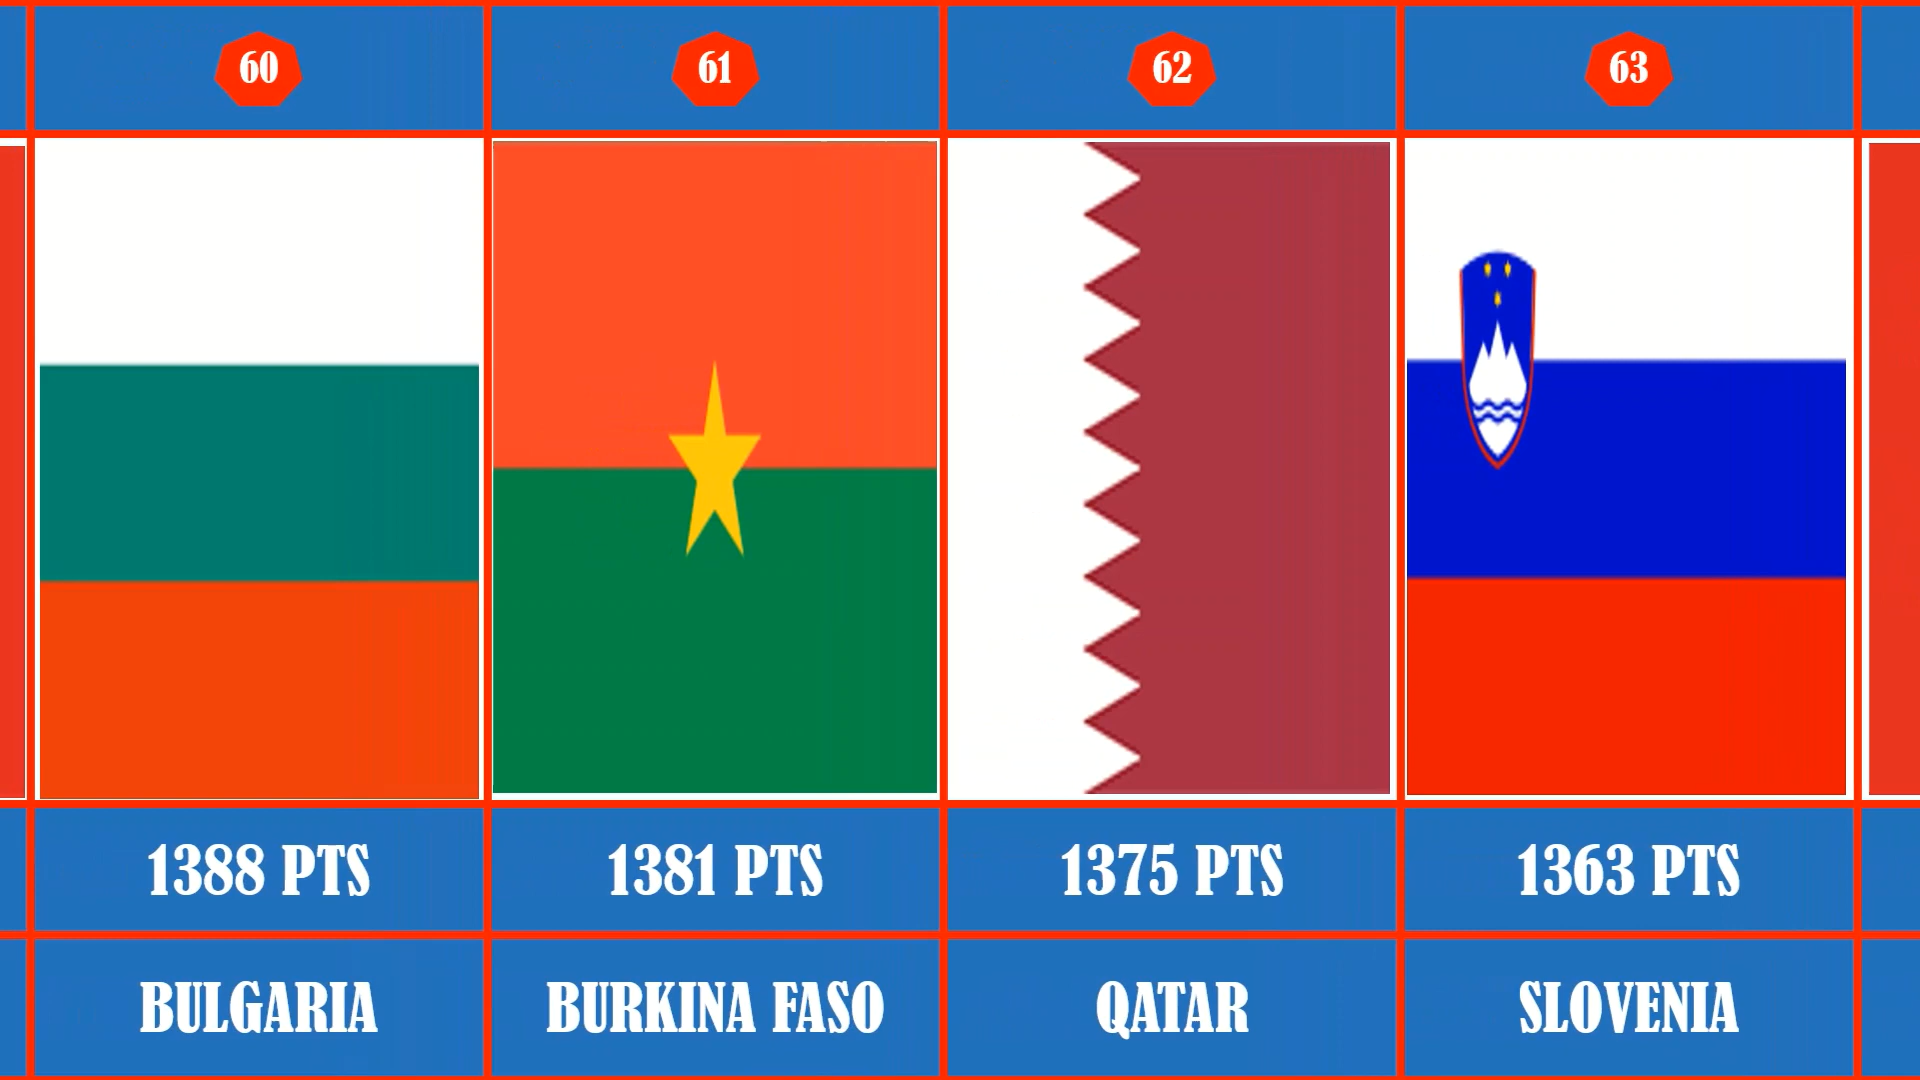 60
61
62
63
1388 PTS
1381 PTS
1375 PTS
1363 PTS
BULGARIA
BURKINA FASO
QATAR
SLOVENIA